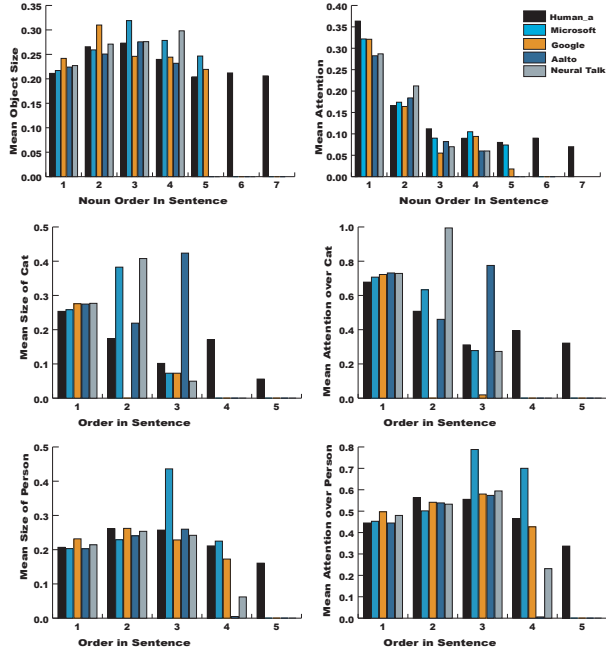 0.35
0.30
0.25
0.20
0.15
0.10
0.05
0.00
Mean Object Size
1 2 3 4 5 6 7
Noun Order In Sentence
0.40
0.35
0.30
0.25
0.20
0.15
0.10
0.05
0.00
Mean Attention
1 2 3 4 5 6 7
Noun Order In Sentence
Human_a
Microsoft
Google
Aalto
Neural Talk
0.5
0.4
0.3
0.2
0.1
0.0
Mean Size of Cat
1 2 3 4 5
Order in Sentence
1.0
0.8
0.6
0.4
0.2
0.0
Mean Attention over Cat
1 2 3 4 5
Order in Sentence
0.5
0.4
0.3
0.2
0.1
0.0
Mean Size of Person
1 2 3 4 5
Order in Sentence
0.8
0.7
0.6
0.5
0.4
0.3
0.2
0.1
0.0
Mean Attention over Person
1 2 3 4 5
Order in Sentence